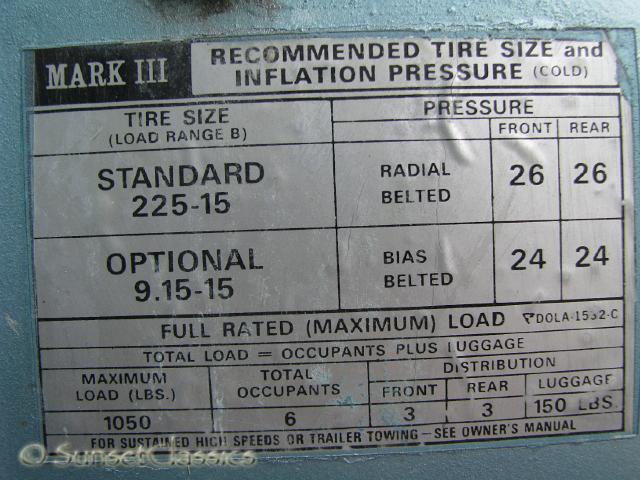 MARK III
RECOMMENDED TIRE SIZE and
INFLATION PRESSURE (COLD)
TIRE SIZE
(LOAD RANGE B)
PRESSURE
FRONT REAR
STANDARD
225-15
RADIAL
BELTED
26 26
OPTIONAL
9.15-15
BIAS
BELTED
24 24
FULL RATED (MAXIMUM) LOAD DOLA-1532-C
TOTAL LOAD = OCCUPANTS PLUS LUGGAGE
MAXIMUM
LOAD (LBS.)
TOTAL
OCCUPANTS
DISTRIBUTION
FRONT REAR LUGGAGE
1050 6 3 3 150 LBS.
FOR SUSTAINED HIGH SPEEDS OR TRAILER TOWING-SEE OWNER'S MANUAL
© SunsetClassics